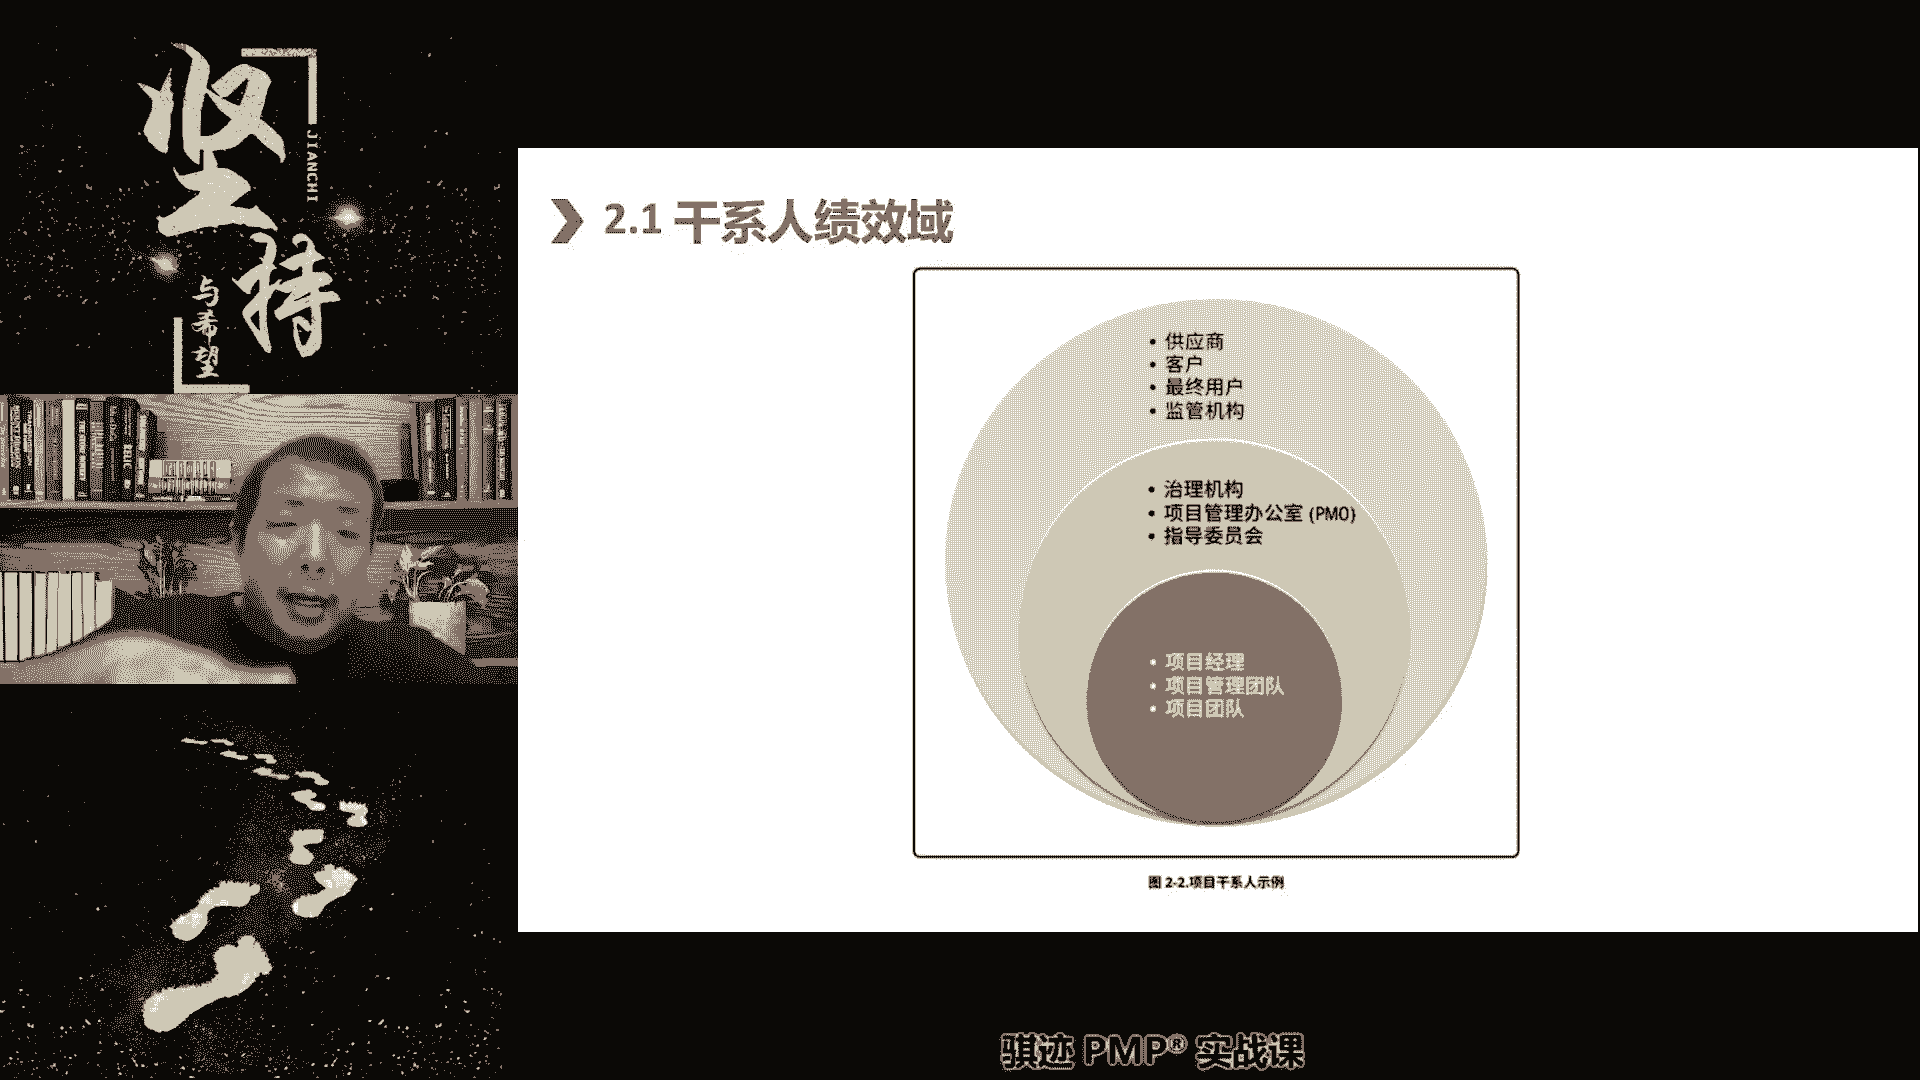 坚持
JIANCHI
与希望
2.1 干系人绩效域
• 供应商
• 客户
• 最终用户
• 监管机构
• 治理机构
• 项目管理办公室 (PMO)
• 指导委员会
• 项目经理
• 项目管理团队
• 项目团队
图 2-2.项目干系人示例
骐迹 PMP® 实战课